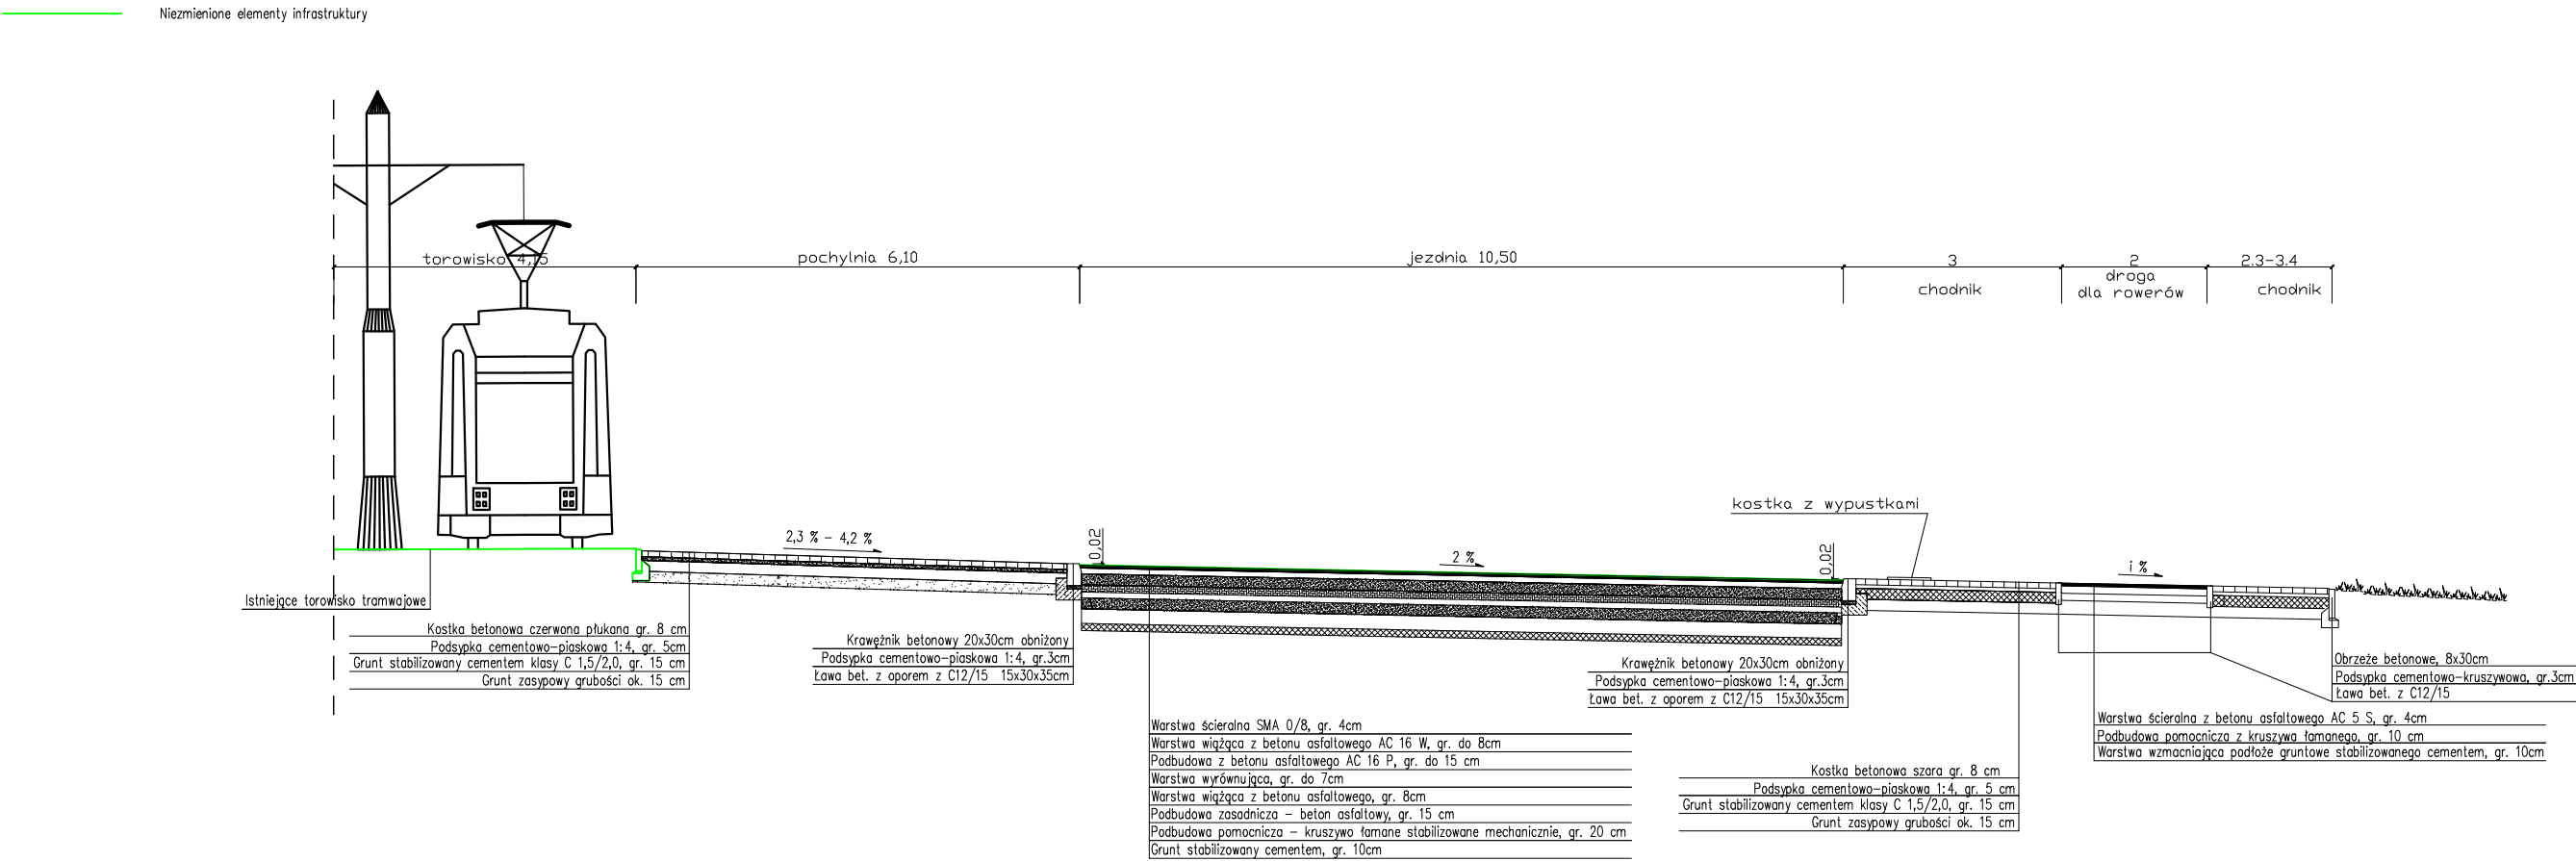 Niezmienione elementy infrastruktury
torowisko 4,15
pochylnia 6,10
jezdnia 10,50
3
chodnik
2
droga
dla rowerów
2.3-3.4
chodnik
kostka z wypustkami
2,3 % - 4,2 %
0,02
2 %
0,02
i %
Istniejące torowisko tramwajowe
Kostka betonowa czerwona płukana gr. 8 cm
Podsypka cementowo-piaskowa 1:4, gr. 5cm
Grunt stabilizowany cementem klasy C 1,5/2,0, gr. 15 cm
Grunt zasypowy grubości ok. 15 cm
Krawężnik betonowy 20x30cm obniżony
Podsypka cementowo-piaskowa 1:4, gr.3cm
Ława bet. z oporem z C12/15 15x30x35cm
Warstwa ścieralna SMA 0/8, gr. 4cm
Warstwa wiążąca z betonu asfaltowego AC 16 W, gr. do 8cm
Podbudowa z betonu asfaltowego AC 16 P, gr. do 15 cm
Warstwa wyrównująca, gr. do 7cm
Warstwa wiążąca z betonu asfaltowego, gr. 8cm
Podbudowa zasadnicza - beton asfaltowy, gr. 15 cm
Podbudowa pomocnicza - kruszywo łamane stabilizowane mechanicznie, gr. 20 cm
Grunt stabilizowany cementem, gr. 10cm
Krawężnik betonowy 20x30cm obniżony
Podsypka cementowo-piaskowa 1:4, gr.3cm
Ława bet. z oporem z C12/15 15x30x35cm
Kostka betonowa szara gr. 8 cm
Podsypka cementowo-piaskowa 1:4, gr. 5 cm
Grunt stabilizowany cementem klasy C 1,5/2,0, gr. 15 cm
Grunt zasypowy grubości ok. 15 cm
Obrzeże betonowe, 8x30cm
Podsypka cementowo-kruszywowa, gr.3cm
Ława bet. z C12/15
Warstwa ścieralna z betonu asfaltowego AC 5 S, gr. 4cm
Podbudowa pomocnicza z kruszywa łamanego, gr. 10 cm
Warstwa wzmacniająca podłoże gruntowe stabilizowanego cementem, gr. 10cm